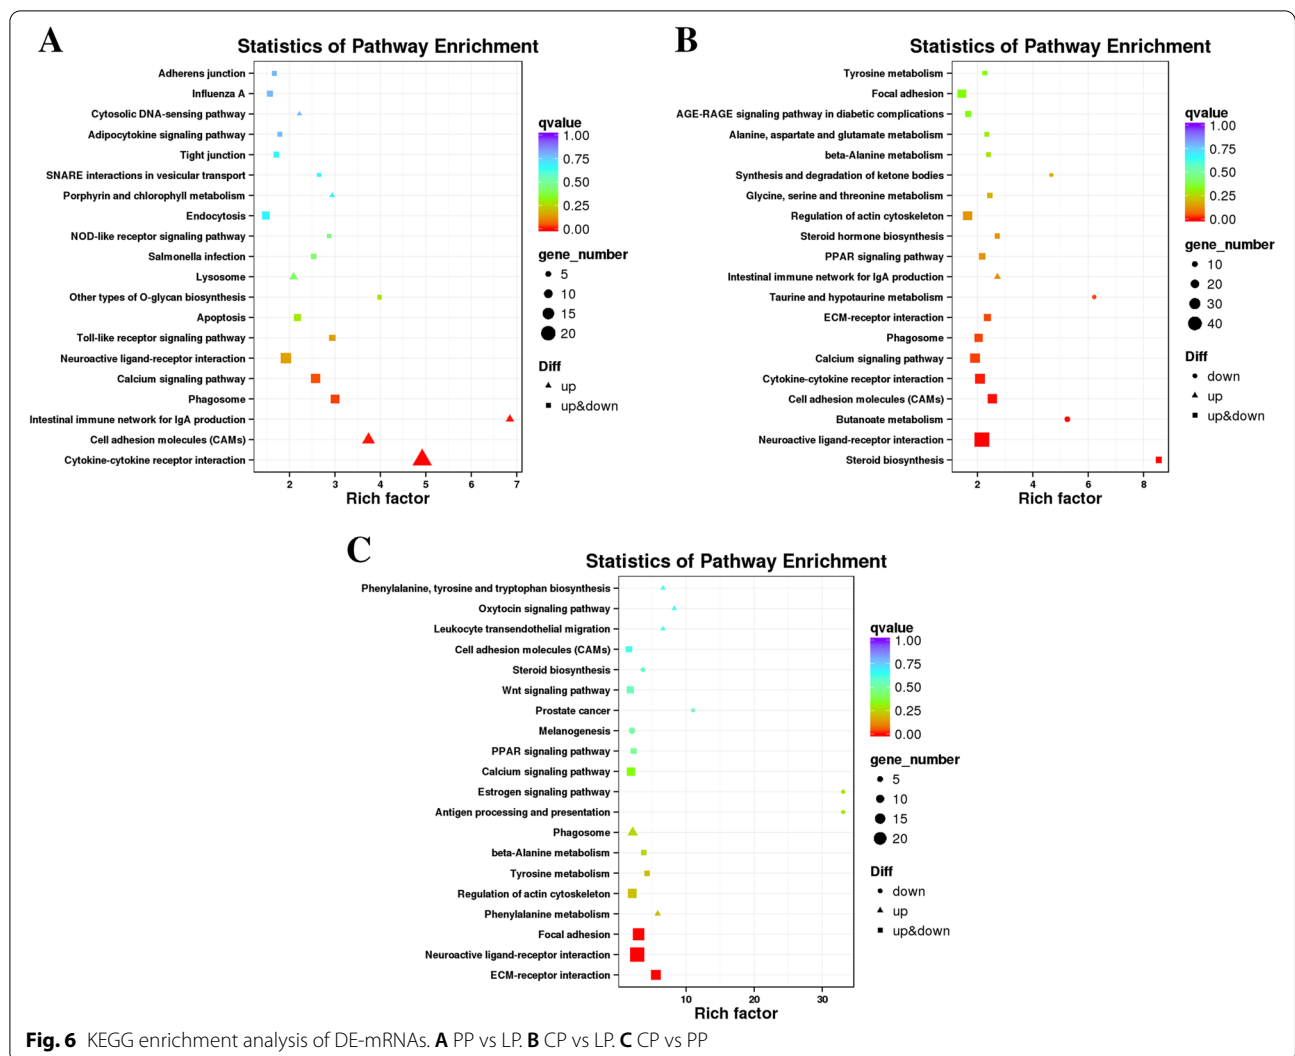 A
Statistics of Pathway Enrichment
Adherens junction
Influenza A
Cytosolic DNA-sensing pathway
Adipocytokine signaling pathway
Tight junction
SNARE interactions in vesicular transport
Porphyrin and chlorophyll metabolism
Endocytosis
NOD-like receptor signaling pathway
Salmonella infection
Lysosome
Other types of O-glycan biosynthesis
Apoptosis
Toll-like receptor signaling pathway
Neuroactive ligand-receptor interaction
Calcium signaling pathway
Phagosome
Intestinal immune network for IgA production
Cell adhesion molecules (CAMs)
Cytokine-cytokine receptor interaction
2 3 4 5 6 7
Rich factor
qvalue
1.00
0.75
0.50
0.25
0.00
gene_number
5
10
15
20
Diff
up
up&down
B
Statistics of Pathway Enrichment
Tyrosine metabolism
Focal adhesion
AGE-RAGE signaling pathway in diabetic complications
Alanine, aspartate and glutamate metabolism
beta-Alanine metabolism
Synthesis and degradation of ketone bodies
Glycine, serine and threonine metabolism
Regulation of actin cytoskeleton
Steroid hormone biosynthesis
PPAR signaling pathway
Intestinal immune network for IgA production
Taurine and hypotaurine metabolism
ECM-receptor interaction
Phagosome
Calcium signaling pathway
Cytokine-cytokine receptor interaction
Cell adhesion molecules (CAMs)
Butanoate metabolism
Neuroactive ligand-receptor interaction
Steroid biosynthesis
2 4 6 8
Rich factor
qvalue
1.00
0.75
0.50
0.25
0.00
gene_number
10
20
30
40
Diff
down
up
up&down
C
Statistics of Pathway Enrichment
Phenylalanine, tyrosine and tryptophan biosynthesis
Oxytocin signaling pathway
Leukocyte transendothelial migration
Cell adhesion molecules (CAMs)
Steroid biosynthesis
Wnt signaling pathway
Prostate cancer
Melanogenesis
PPAR signaling pathway
Calcium signaling pathway
Estrogen signaling pathway
Antigen processing and presentation
Phagosome
beta-Alanine metabolism
Tyrosine metabolism
Regulation of actin cytoskeleton
Phenylalanine metabolism
Focal adhesion
Neuroactive ligand-receptor interaction
ECM-receptor interaction
10 20 30
Rich factor
qvalue
1.00
0.75
0.50
0.25
0.00
gene_number
5
10
15
20
Diff
down
up
up&down
Fig. 6 KEGG enrichment analysis of DE-mRNAs. A PP vs LP. B CP vs LP. C CP vs PP